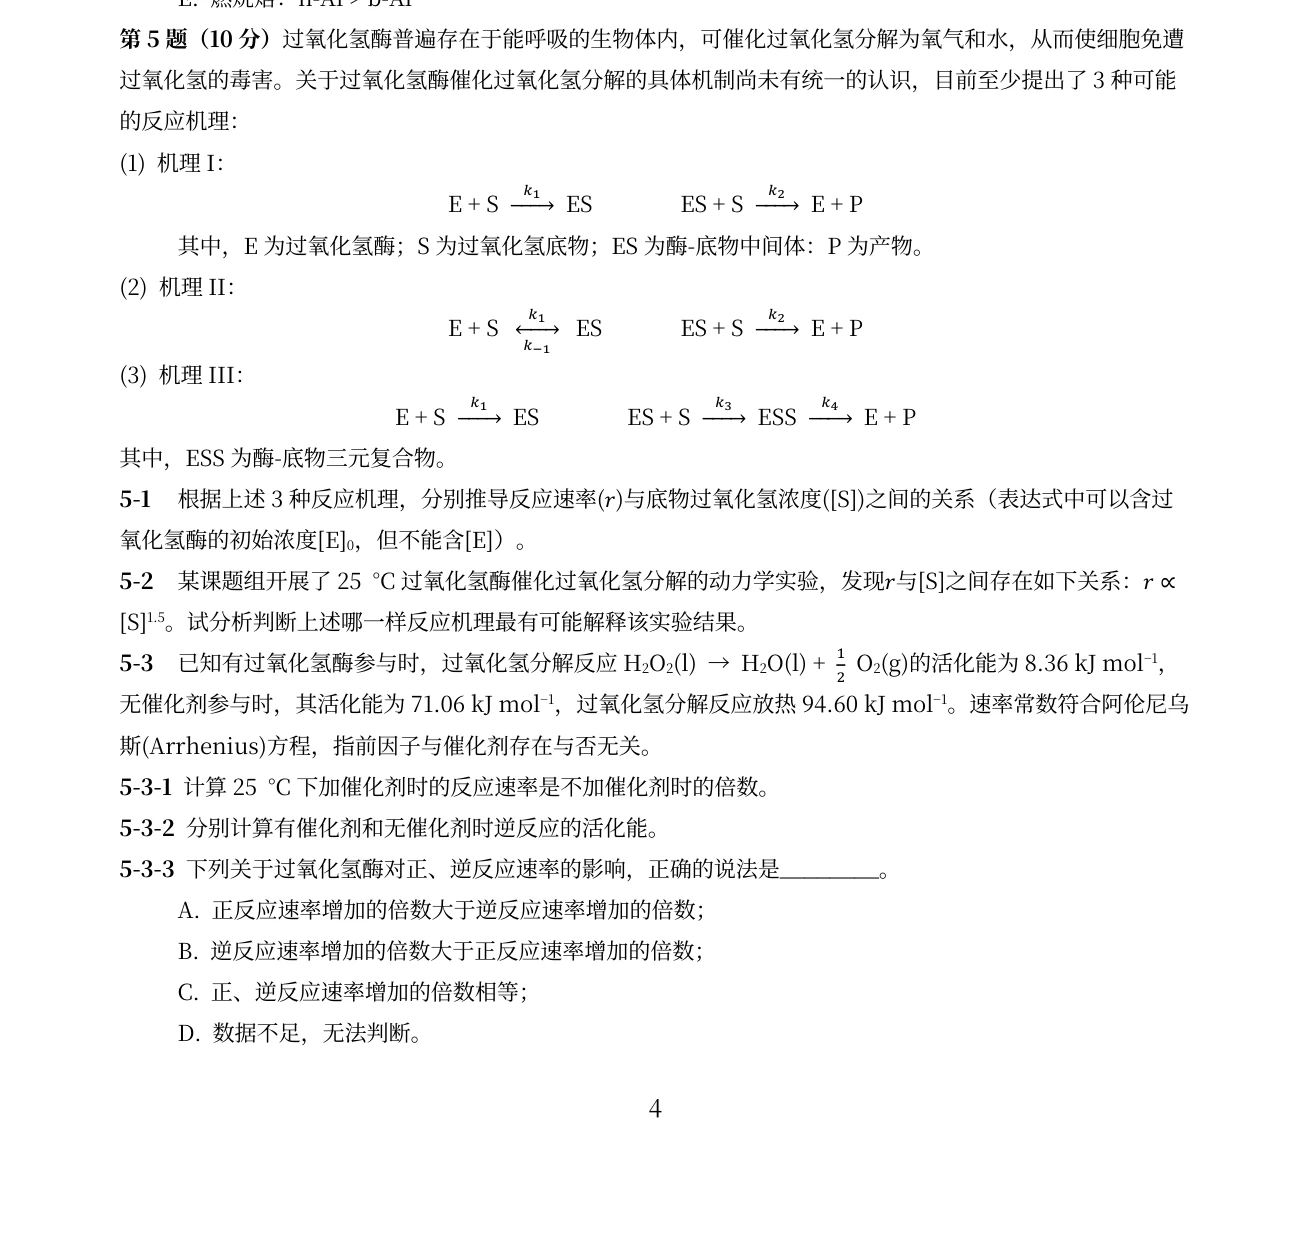 E. 燃烧焓：n-Al > b-Al
第 5 题（10 分）过氧化氢酶普遍存在于能呼吸的生物体内，可催化过氧化氢分解为氧气和水，从而使细胞免遭
过氧化氢的毒害。关于过氧化氢酶催化过氧化氢分解的具体机制尚未有统一的认识，目前至少提出了 3 种可能
的反应机理：
(1) 机理 I：
E + S —k₁→ ES ES + S —k₂→ E + P
其中，E 为过氧化氢酶；S 为过氧化氢底物；ES 为酶-底物中间体：P 为产物。
(2) 机理 II：
E + S ←k₁/k₋₁→ ES ES + S —k₂→ E + P
(3) 机理 III：
E + S —k₁→ ES ES + S —k₃→ ESS —k₄→ E + P
其中，ESS 为酶-底物三元复合物。
5-1 根据上述 3 种反应机理，分别推导反应速率(r)与底物过氧化氢浓度([S])之间的关系（表达式中可以含过
氧化氢酶的初始浓度[E]₀，但不能含[E]）。
5-2 某课题组开展了 25 °C 过氧化氢酶催化过氧化氢分解的动力学实验，发现r与[S]之间存在如下关系：r ∝
[S]¹·⁵。试分析判断上述哪一样反应机理最有可能解释该实验结果。
5-3 已知有过氧化氢酶参与时，过氧化氢分解反应 H₂O₂(l) → H₂O(l) + ½ O₂(g)的活化能为 8.36 kJ mol⁻¹，
无催化剂参与时，其活化能为 71.06 kJ mol⁻¹，过氧化氢分解反应放热 94.60 kJ mol⁻¹。速率常数符合阿伦尼乌
斯(Arrhenius)方程，指前因子与催化剂存在与否无关。
5-3-1 计算 25 °C 下加催化剂时的反应速率是不加催化剂时的倍数。
5-3-2 分别计算有催化剂和无催化剂时逆反应的活化能。
5-3-3 下列关于过氧化氢酶对正、逆反应速率的影响，正确的说法是_________。
A. 正反应速率增加的倍数大于逆反应速率增加的倍数；
B. 逆反应速率增加的倍数大于正反应速率增加的倍数；
C. 正、逆反应速率增加的倍数相等；
D. 数据不足，无法判断。
4